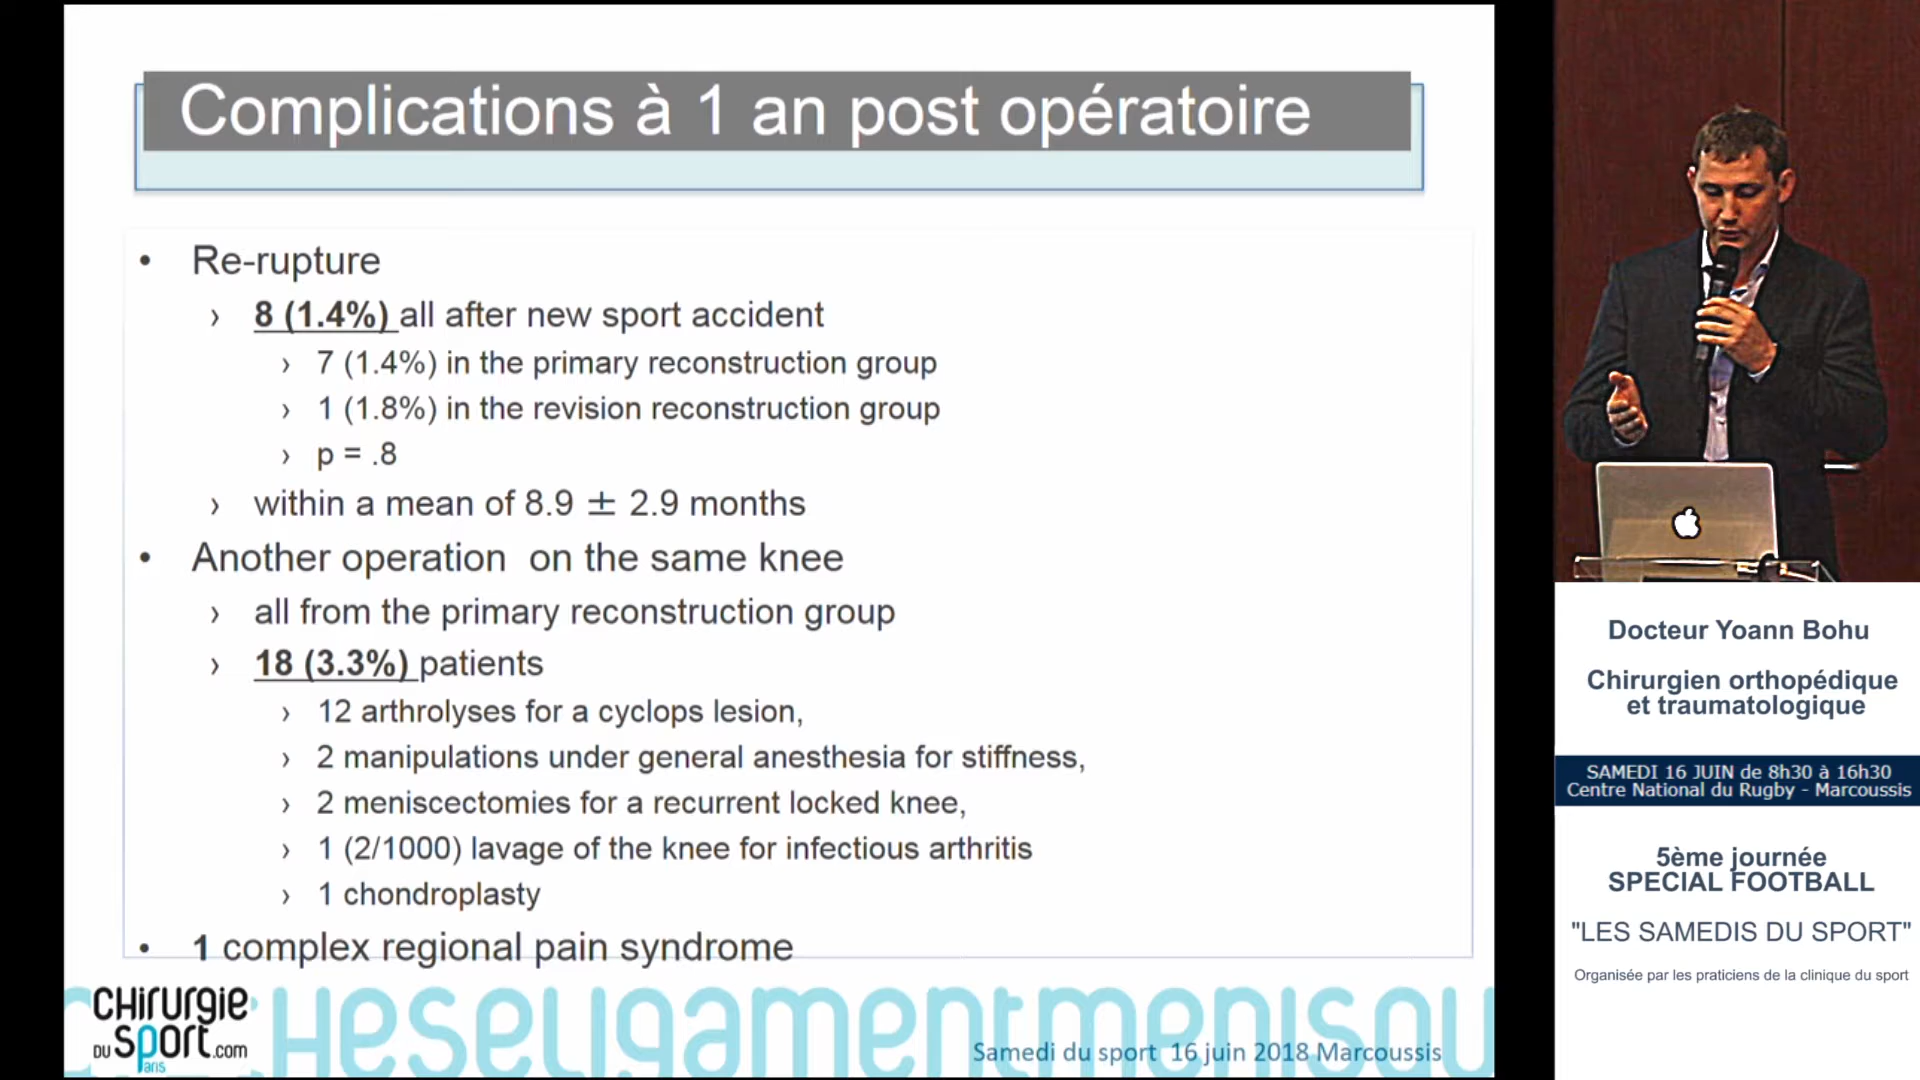 Complications à 1 an post opératoire
• Re-rupture
› 8 (1.4%) all after new sport accident
› 7 (1.4%) in the primary reconstruction group
› 1 (1.8%) in the revision reconstruction group
› p = .8
› within a mean of 8.9 ± 2.9 months
• Another operation on the same knee
› all from the primary reconstruction group
› 18 (3.3%) patients
› 12 arthrolyses for a cyclops lesion,
› 2 manipulations under general anesthesia for stiffness,
› 2 meniscectomies for a recurrent locked knee,
› 1 (2/1000) lavage of the knee for infectious arthritis
› 1 chondroplasty
• 1 complex regional pain syndrome
CHirurgie
DU SPORT.com
Paris
Samedi du sport 16 juin 2018 Marcoussis
Docteur Yoann Bohu
Chirurgien orthopédique
et traumatologique
SAMEDI 16 JUIN de 8h30 à 16h30
Centre National du Rugby - Marcoussis
5ème journée
SPECIAL FOOTBALL
"LES SAMEDIS DU SPORT"
Organisée par les praticiens de la clinique du sport